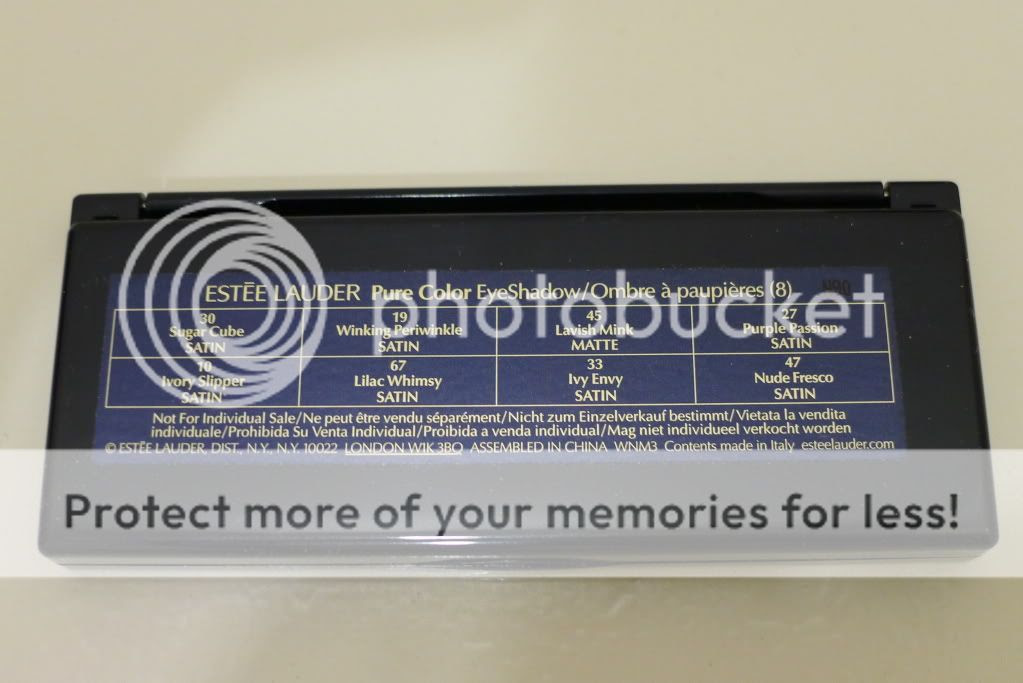 ESTĒE LAUDER Pure Color EyeShadow/Ombre à paupières (8)
30 19 45 27
Sugar Cube Winking Periwinkle Lavish Mink Purple Passion
SATIN SATIN MATTE SATIN
10 67 33 47
Ivory Slipper Lilac Whimsy Ivy Envy Nude Fresco
SATIN SATIN SATIN SATIN
Not For Individual Sale/Ne peut être vendu séparément/Nicht zum Einzelverkauf bestimmt/Vietata la vendita
individuale/Prohibida Su Venta Individual/Proibida a venda individual/Mag niet individueel verkocht worden
© ESTĒE LAUDER, DIST., N.Y., N.Y. 10022 LONDON W1K 3BQ ASSEMBLED IN CHINA WNM3 Contents made in Italy esteelauder.com
photobucket
Protect more of your memories for less!